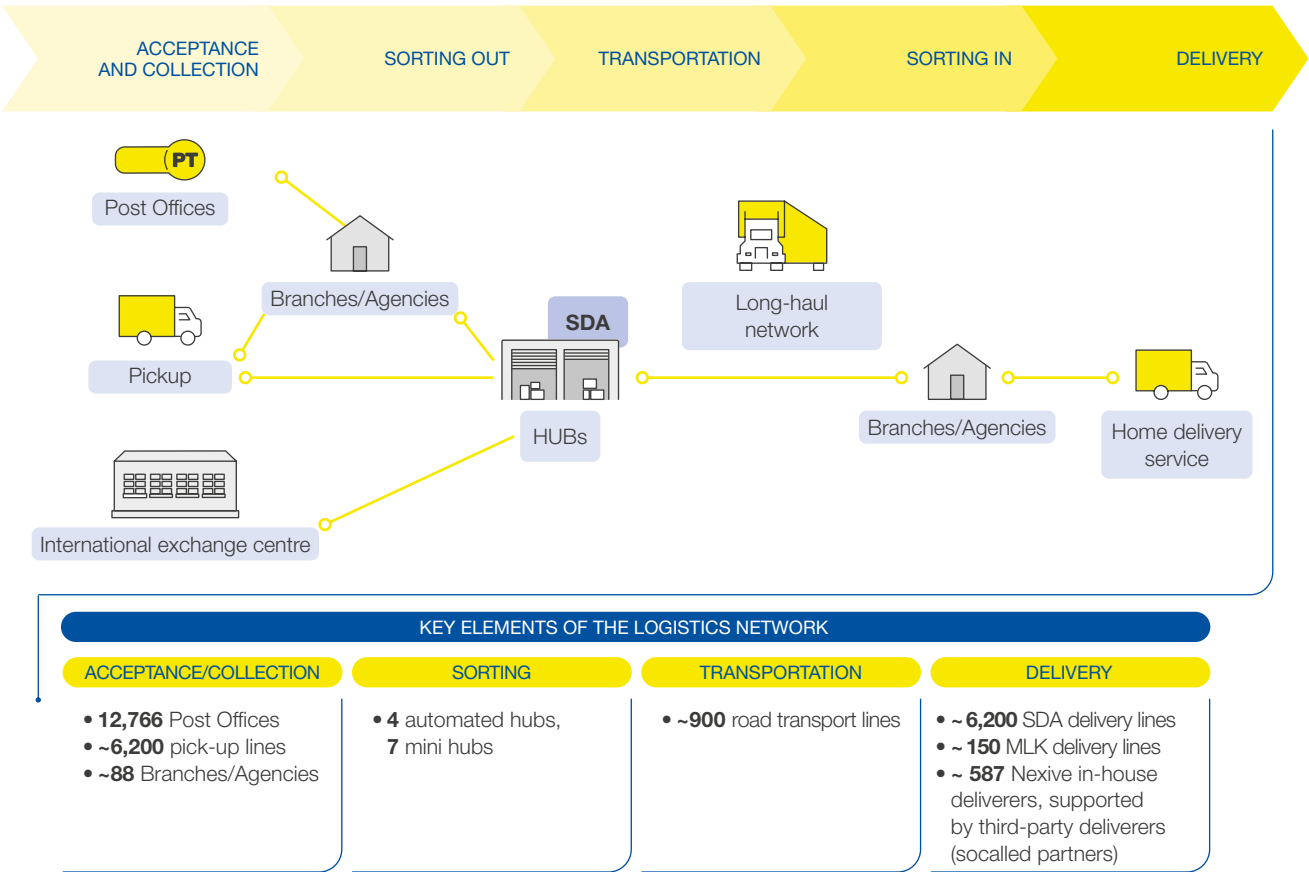 ACCEPTANCE
AND COLLECTION
SORTING OUT
TRANSPORTATION
SORTING IN
DELIVERY
PT
Post Offices
Branches/Agencies
Pickup
SDA
HUBs
International exchange centre
Long-haul
network
Branches/Agencies
Home delivery
service
KEY ELEMENTS OF THE LOGISTICS NETWORK
ACCEPTANCE/COLLECTION
• 12,766 Post Offices
• ~6,200 pick-up lines
• ~88 Branches/Agencies
SORTING
• 4 automated hubs,
7 mini hubs
TRANSPORTATION
• ~900 road transport lines
DELIVERY
• ~ 6,200 SDA delivery lines
• ~ 150 MLK delivery lines
• ~ 587 Nexive in-house
deliverers, supported
by third-party deliverers
(socalled partners)